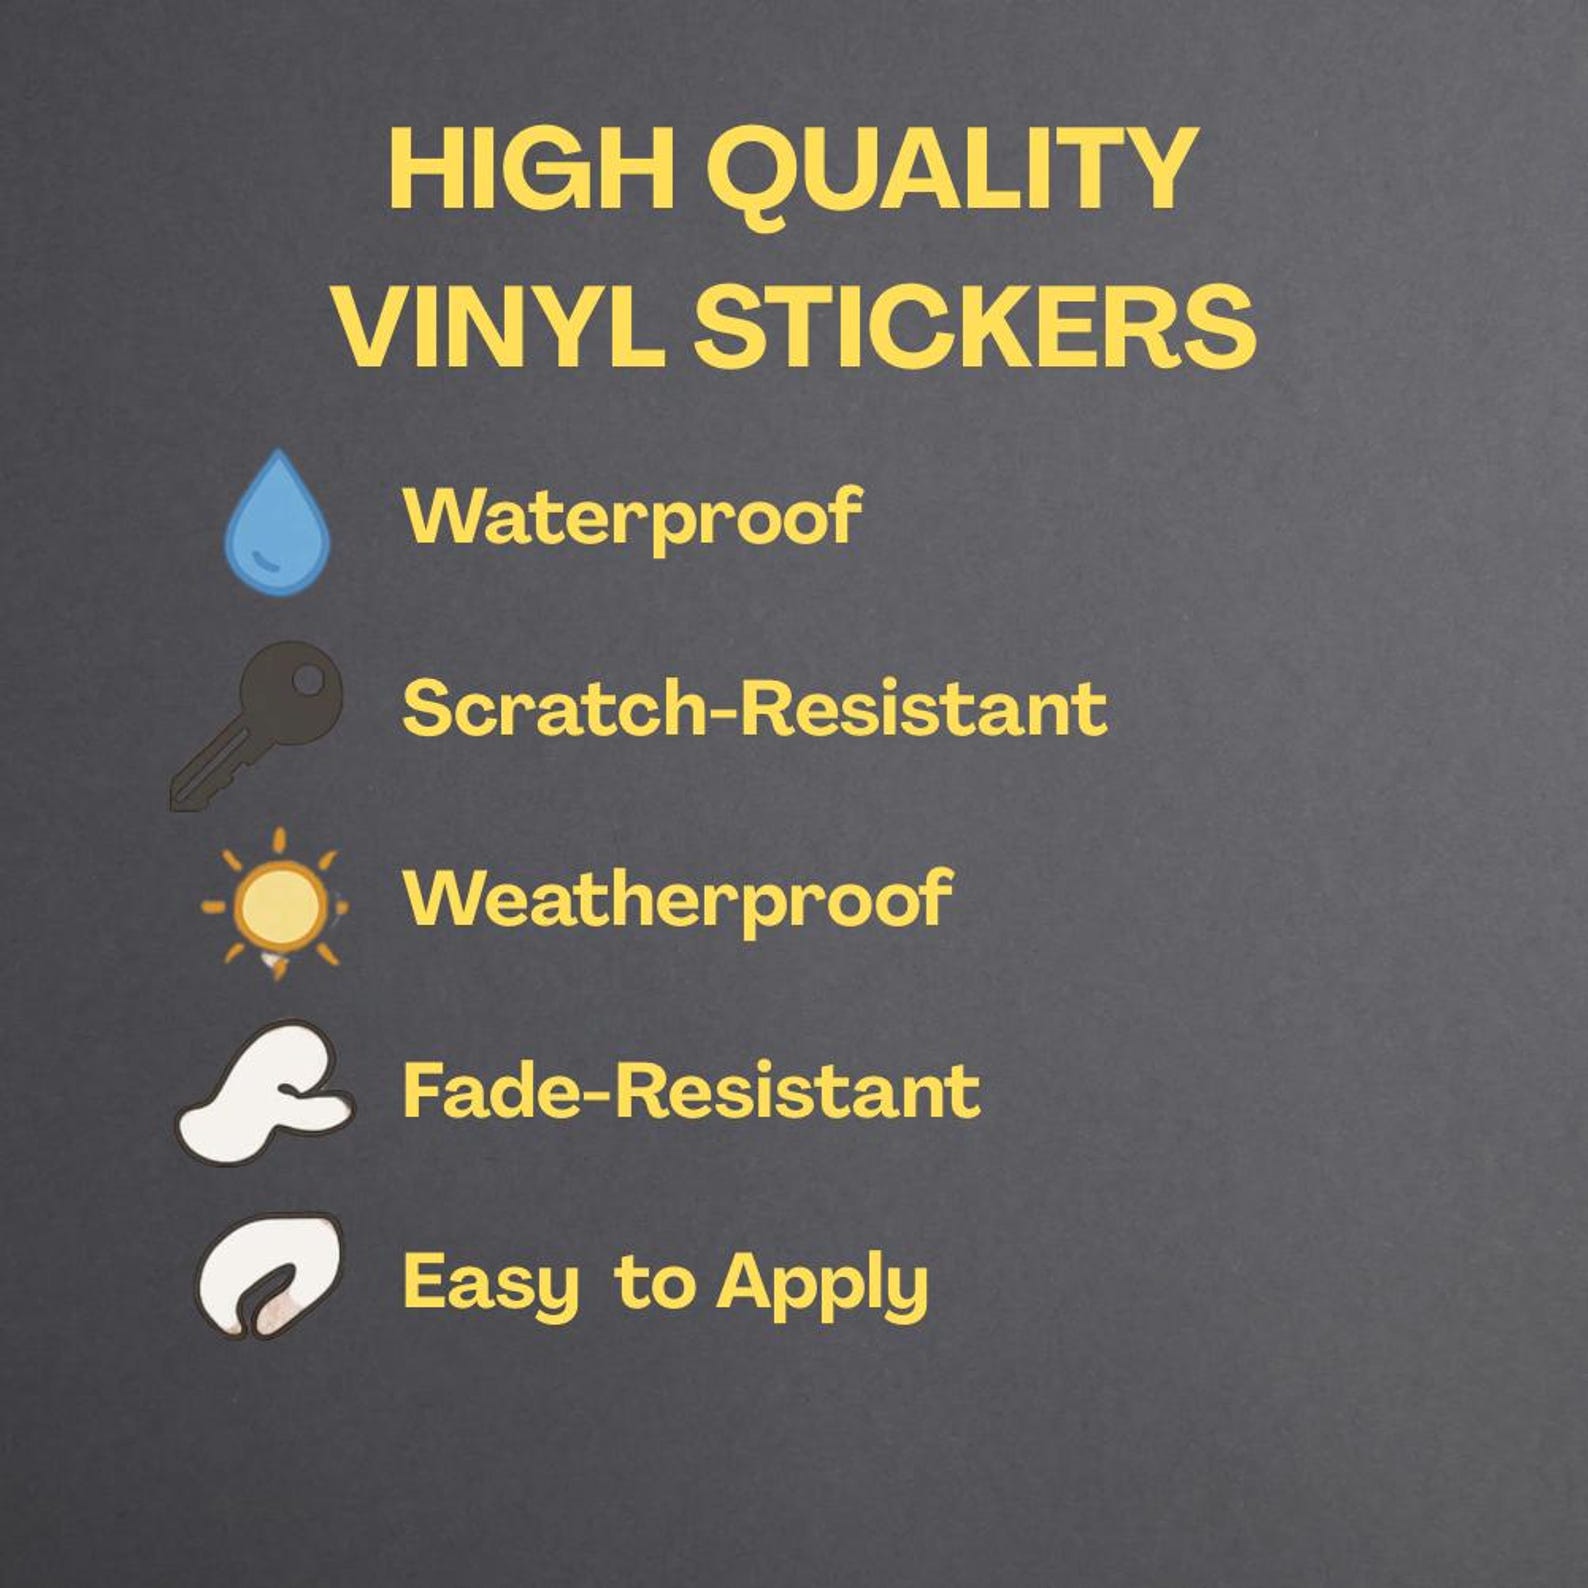 HIGH QUALITY
VINYL STICKERS
Waterproof
Scratch-Resistant
Weatherproof
Fade-Resistant
Easy  to Apply